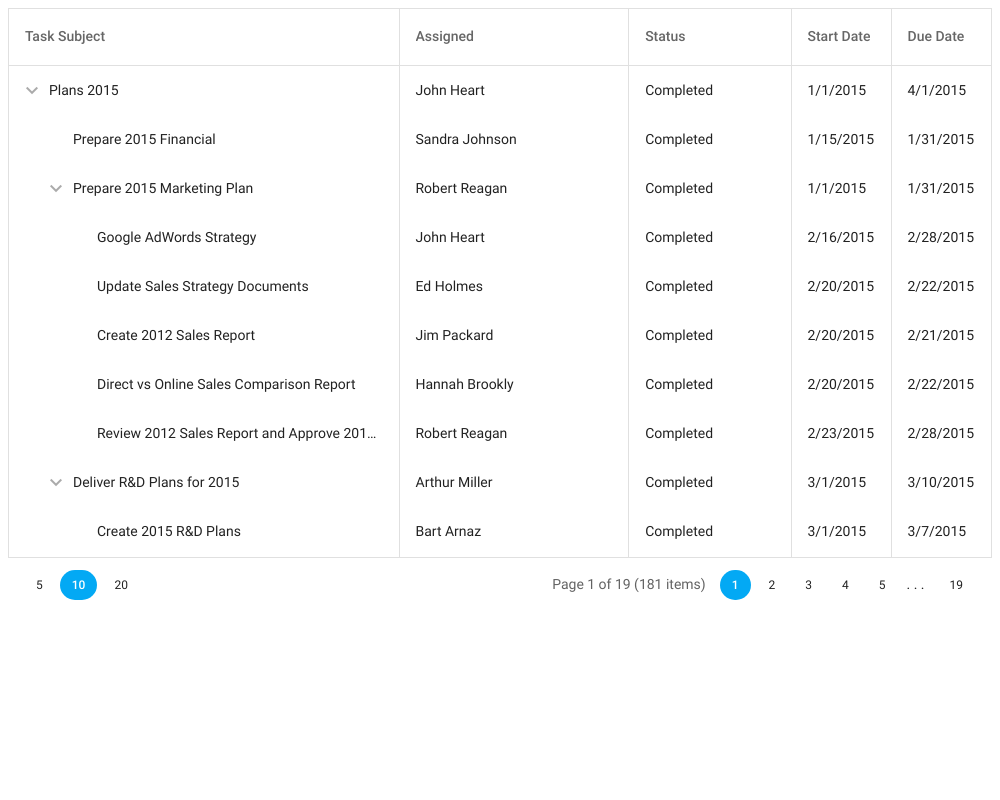 Task Subject Assigned Status Start Date Due Date
Plans 2015 John Heart Completed 1/1/2015 4/1/2015
Prepare 2015 Financial Sandra Johnson Completed 1/15/2015 1/31/2015
Prepare 2015 Marketing Plan Robert Reagan Completed 1/1/2015 1/31/2015
Google AdWords Strategy John Heart Completed 2/16/2015 2/28/2015
Update Sales Strategy Documents Ed Holmes Completed 2/20/2015 2/22/2015
Create 2012 Sales Report Jim Packard Completed 2/20/2015 2/21/2015
Direct vs Online Sales Comparison Report Hannah Brookly Completed 2/20/2015 2/22/2015
Review 2012 Sales Report and Approve 201... Robert Reagan Completed 2/23/2015 2/28/2015
Deliver R&D Plans for 2015 Arthur Miller Completed 3/1/2015 3/10/2015
Create 2015 R&D Plans Bart Arnaz Completed 3/1/2015 3/7/2015
5 10 20 Page 1 of 19 (181 items) 1 2 3 4 5 ... 19